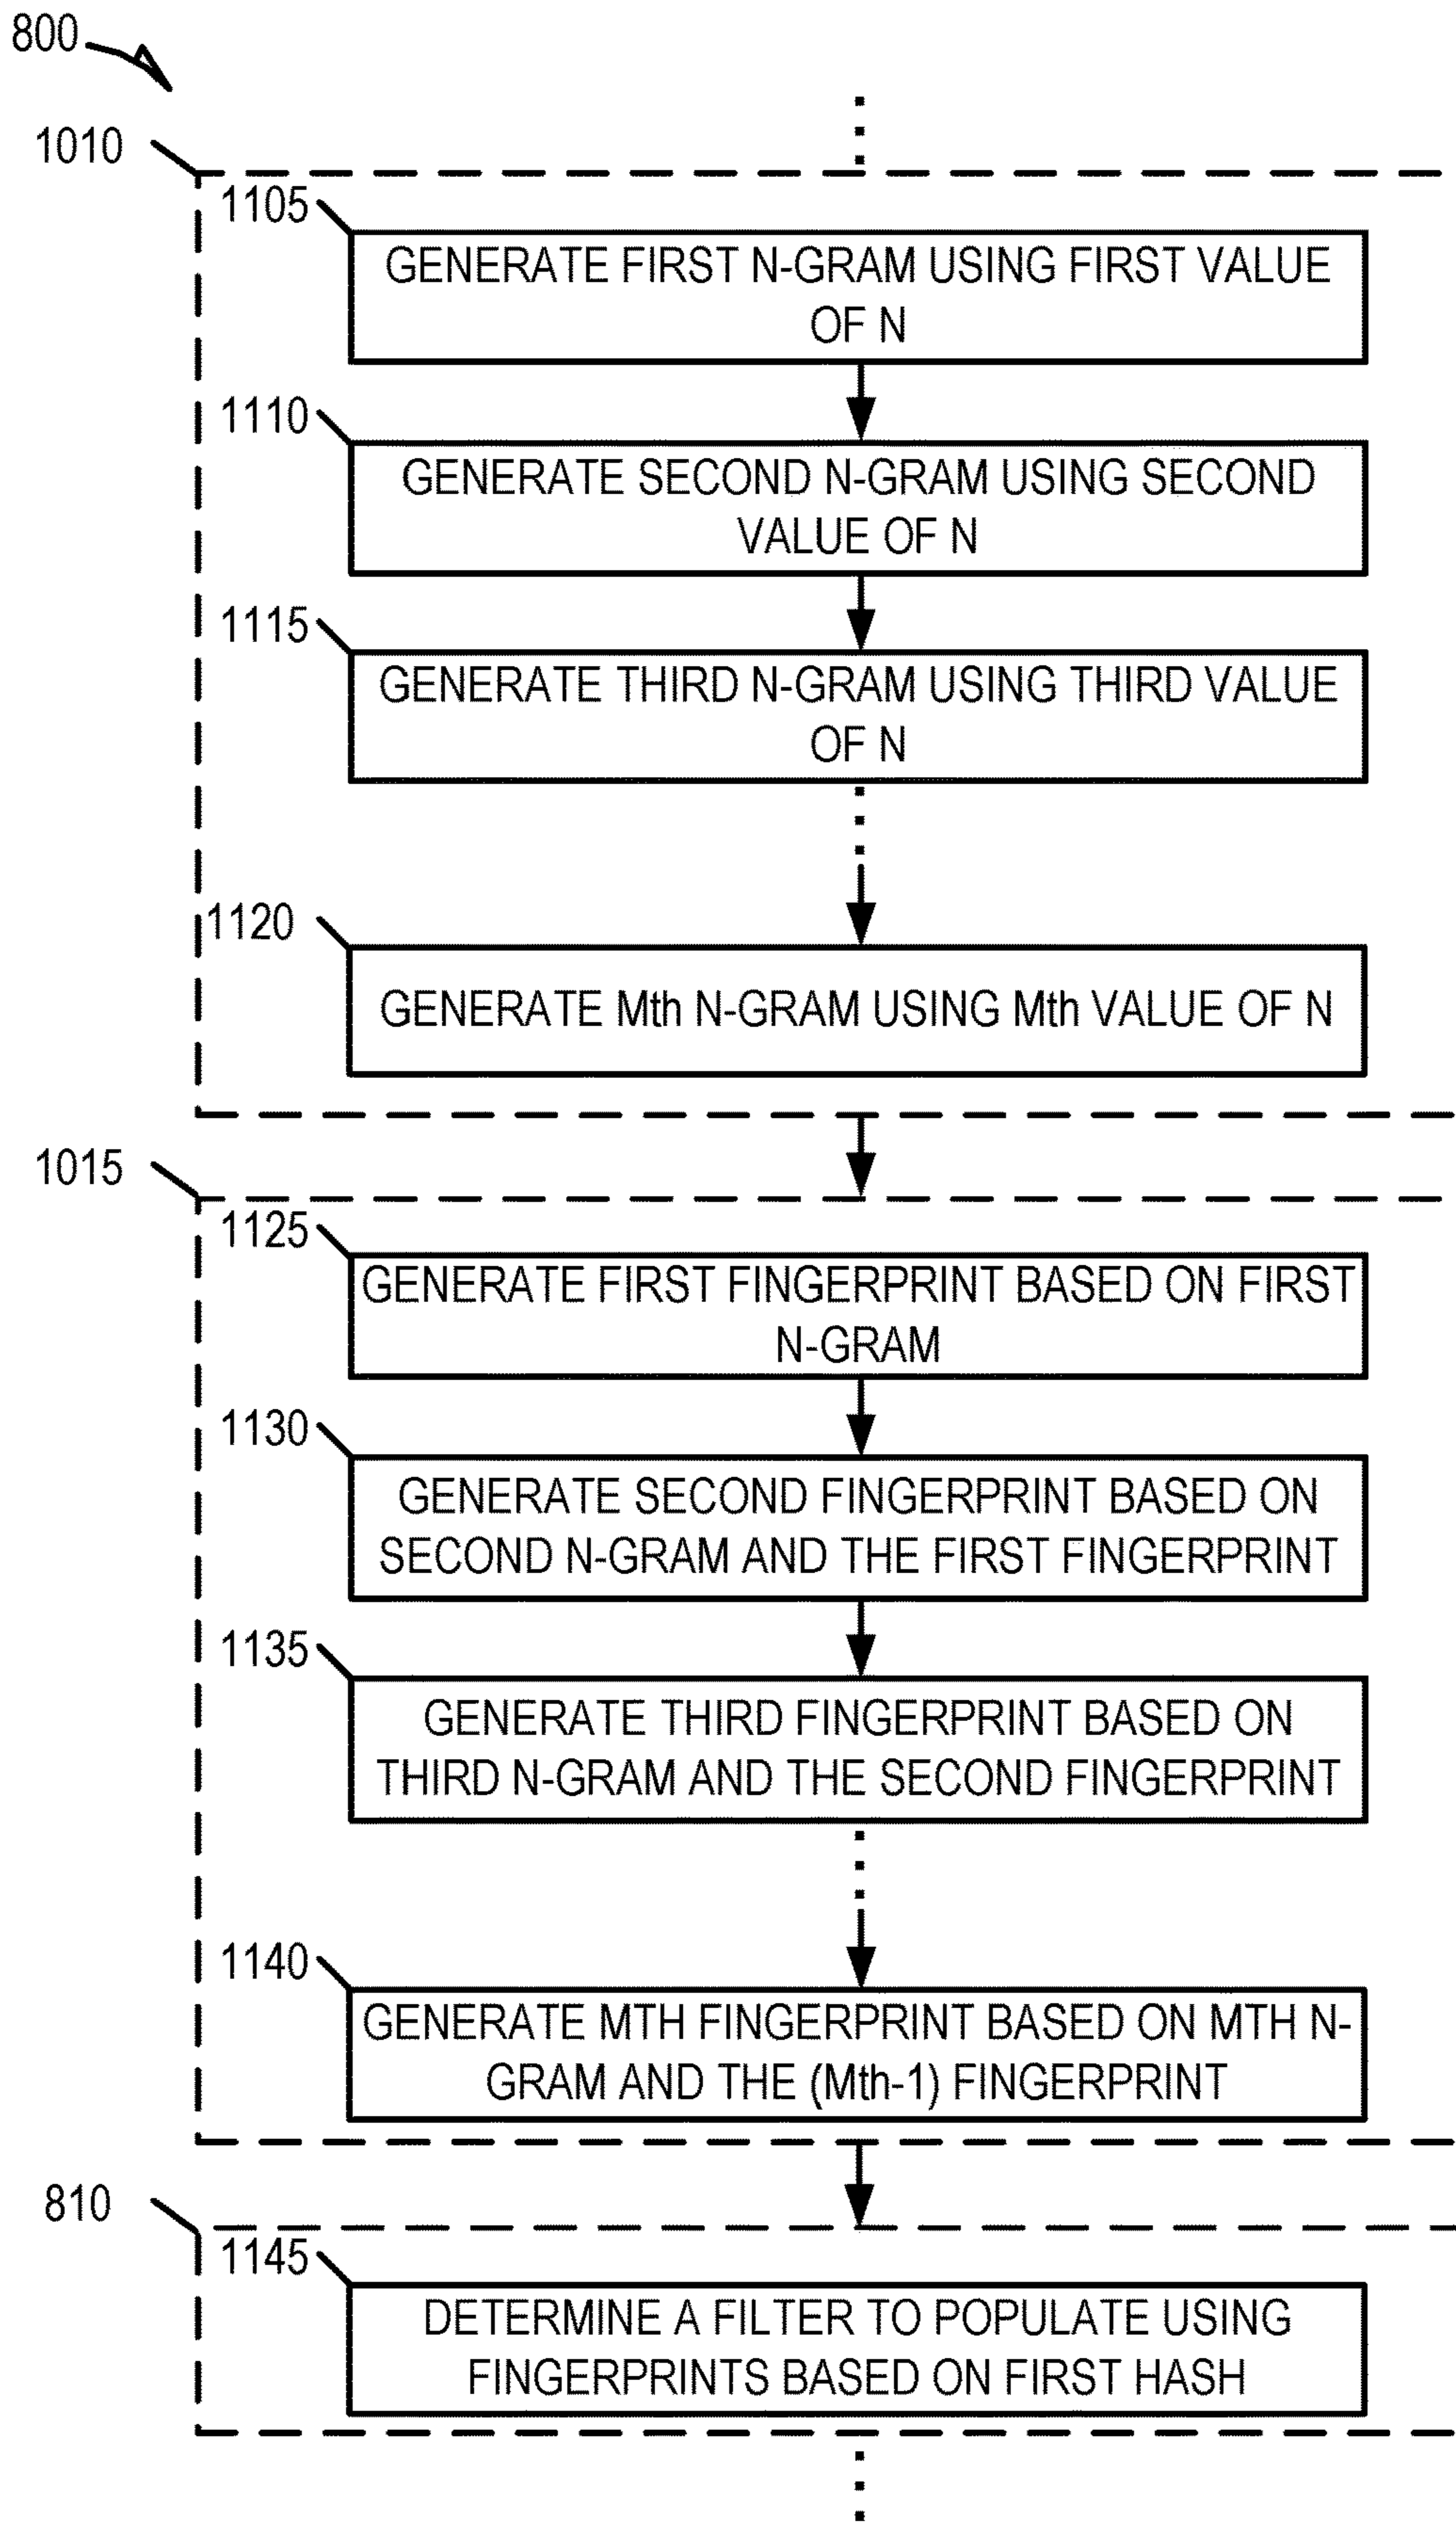 800
1010
1105
GENERATE FIRST N-GRAM USING FIRST VALUE
OF N
1110
GENERATE SECOND N-GRAM USING SECOND
VALUE OF N
1115
GENERATE THIRD N-GRAM USING THIRD VALUE
OF N
1120
GENERATE Mth N-GRAM USING Mth VALUE OF N
1015
1125
GENERATE FIRST FINGERPRINT BASED ON FIRST
N-GRAM
1130
GENERATE SECOND FINGERPRINT BASED ON
SECOND N-GRAM AND THE FIRST FINGERPRINT
1135
GENERATE THIRD FINGERPRINT BASED ON
THIRD N-GRAM AND THE SECOND FINGERPRINT
1140
GENERATE MTH FINGERPRINT BASED ON MTH N-
GRAM AND THE (Mth-1) FINGERPRINT
810
1145
DETERMINE A FILTER TO POPULATE USING
FINGERPRINTS BASED ON FIRST HASH